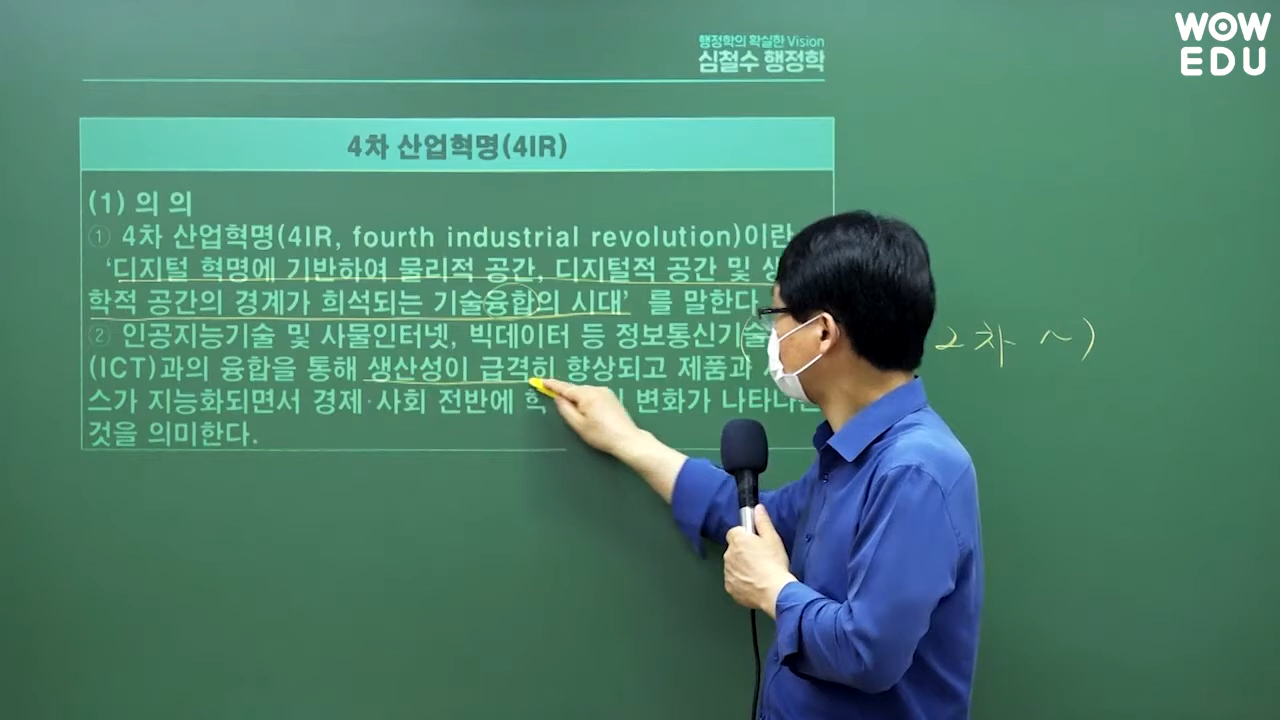 WOW
EDU
행정학의 확실한 Vision
심철수 행정학
4차 산업혁명(4IR)
(1) 의 의
① 4차 산업혁명(4IR, fourth industrial revolution)이란
‘디지털 혁명에 기반하여 물리적 공간, 디지털적 공간 및
학적 공간의 경계가 희석되는 기술융합의 시대’ 를 말한다
② 인공지능기술 및 사물인터넷, 빅데이터 등 정보통신기술
(ICT)과의 융합을 통해 생산성이 급격히 향상되고 제품과
스가 지능화되면서 경제·사회 전반에 변화가 나타나는
것을 의미한다.
( 2차 ~)